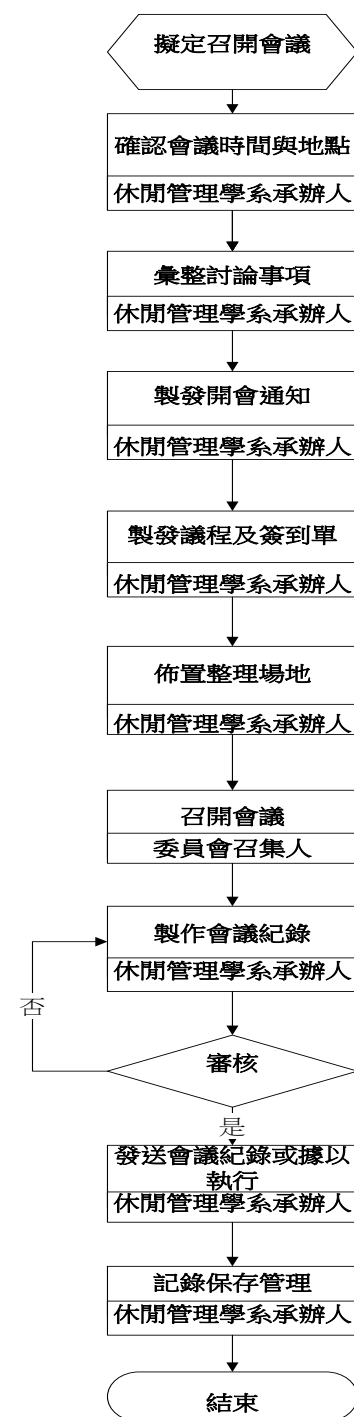 擬定召開會議
確認會議時間與地點
休閒管理學系承辦人
彙整討論事項
休閒管理學系承辦人
製發開會通知
休閒管理學系承辦人
製發議程及簽到單
休閒管理學系承辦人
佈置整理場地
休閒管理學系承辦人
召開會議
委員會召集人
製作會議紀錄
休閒管理學系承辦人
否
審核
是
發送會議紀錄或據以
執行
休閒管理學系承辦人
記錄保存管理
休閒管理學系承辦人
結束